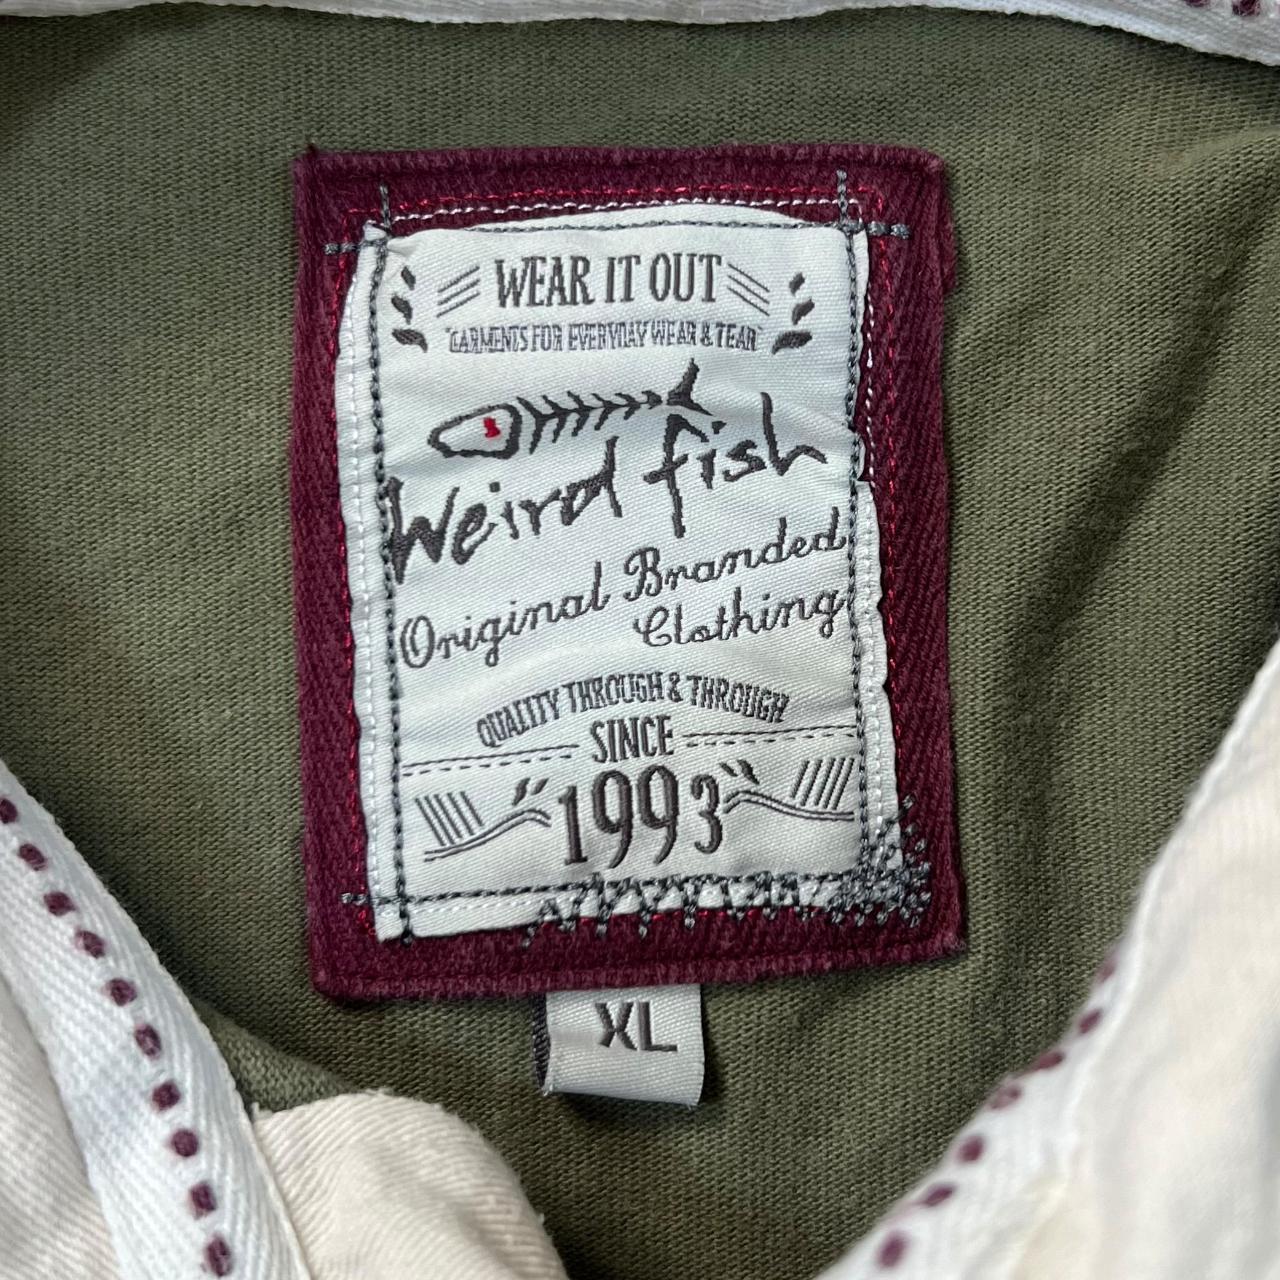 WEAR IT OUT
"GARMENTS FOR EVERYDAY WEAR & TEAR"
Weird fish
Original Branded
Clothing
QUALITY THROUGH & THROUGH
SINCE
"1993"
XL